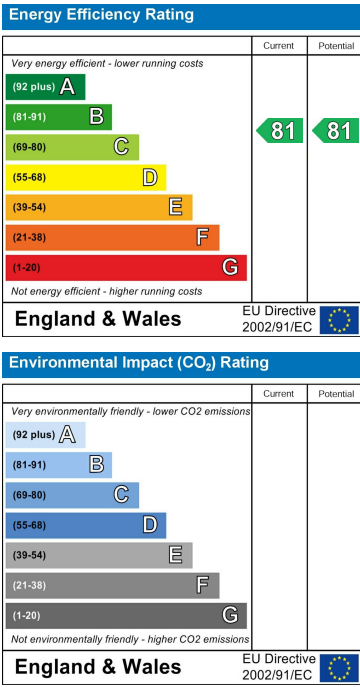 Energy Efficiency Rating
Current Potential
Very energy efficient - lower running costs
(92 plus) A
(81-91) B
81 81
(69-80) C
(55-68) D
(39-54) E
(21-38) F
(1-20) G
Not energy efficient - higher running costs
England & Wales
EU Directive
2002/91/EC
Environmental Impact (CO₂) Rating
Current Potential
Very environmentally friendly - lower CO2 emissions
(92 plus) A
(81-91) B
(69-80) C
(55-68) D
(39-54) E
(21-38) F
(1-20) G
Not environmentally friendly - higher CO2 emissions
England & Wales
EU Directive
2002/91/EC